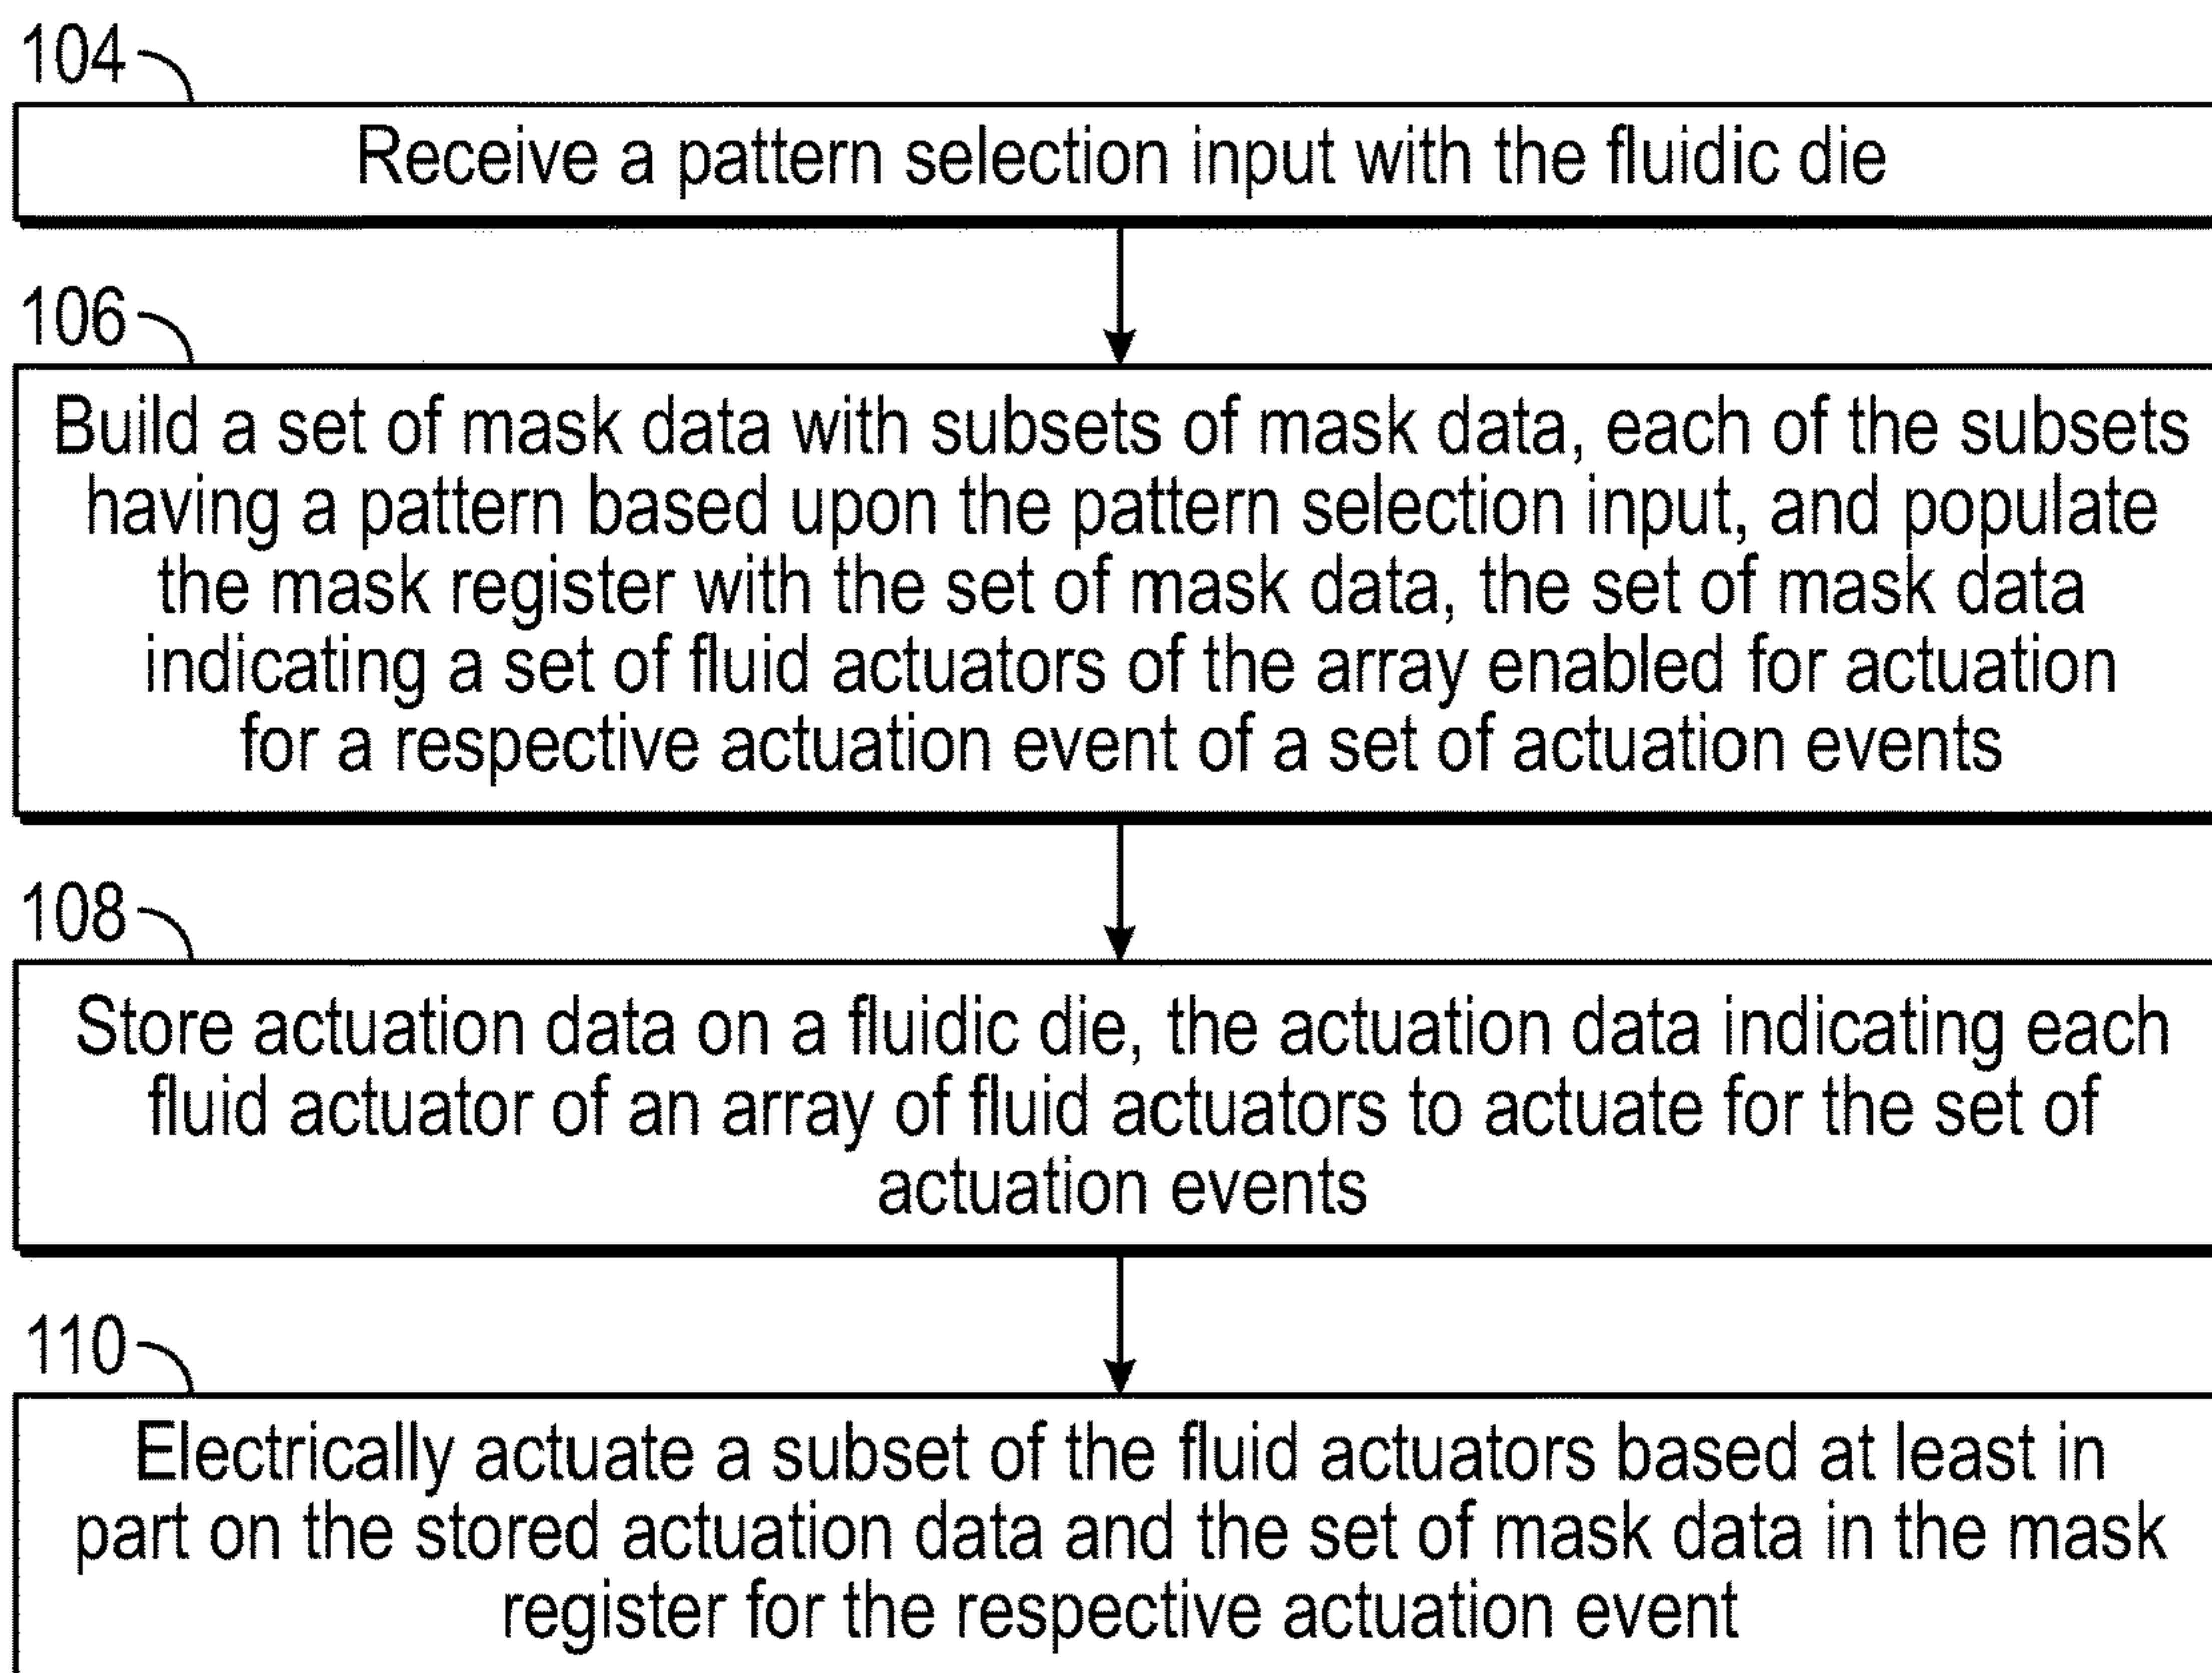 104
Receive a pattern selection input with the fluidic die
106
Build a set of mask data with subsets of mask data, each of the subsets
having a pattern based upon the pattern selection input, and populate
the mask register with the set of mask data, the set of mask data
indicating a set of fluid actuators of the array enabled for actuation
for a respective actuation event of a set of actuation events
108
Store actuation data on a fluidic die, the actuation data indicating each
fluid actuator of an array of fluid actuators to actuate for the set of
actuation events
110
Electrically actuate a subset of the fluid actuators based at least in
part on the stored actuation data and the set of mask data in the mask
register for the respective actuation event